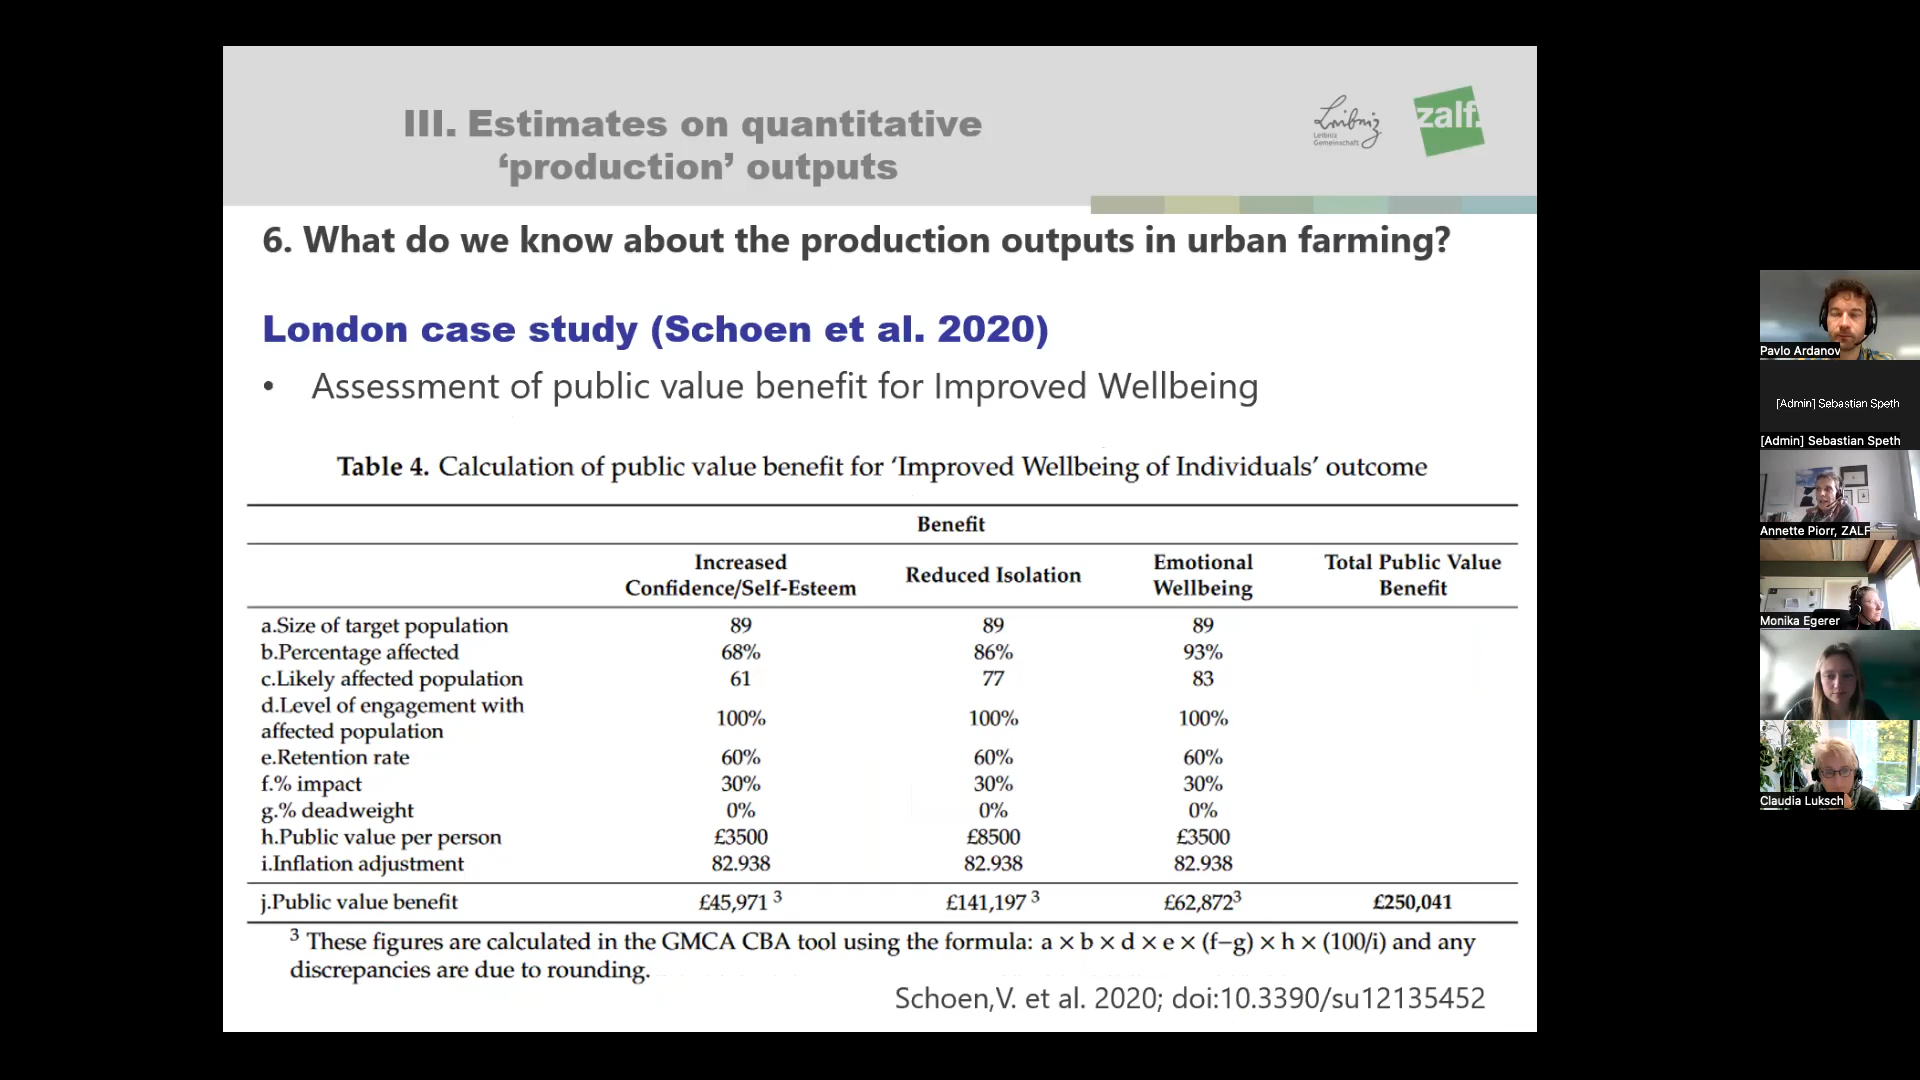 III. Estimates on quantitative
‘production’ outputs
Leibniz
Leibniz
Gemeinschaft
zalf.
6. What do we know about the production outputs in urban farming?
London case study (Schoen et al. 2020)
• Assessment of public value benefit for Improved Wellbeing
Table 4. Calculation of public value benefit for ‘Improved Wellbeing of Individuals’ outcome
Benefit
Increased Confidence/Self-Esteem Reduced Isolation Emotional Wellbeing Total Public Value Benefit
a.Size of target population 89 89 89
b.Percentage affected 68% 86% 93%
c.Likely affected population 61 77 83
d.Level of engagement with affected population 100% 100% 100%
e.Retention rate 60% 60% 60%
f.% impact 30% 30% 30%
g.% deadweight 0% 0% 0%
h.Public value per person £3500 £8500 £3500
i.Inflation adjustment 82.938 82.938 82.938
j.Public value benefit £45,971 ³ £141,197 ³ £62,872³ £250,041
³ These figures are calculated in the GMCA CBA tool using the formula: a × b × d × e × (f−g) × h × (100/i) and any
discrepancies are due to rounding.
Schoen,V. et al. 2020; doi:10.3390/su12135452
Pavlo Ardanov
[Admin] Sebastian Speth
[Admin] Sebastian Speth
Annette Piorr, ZALF
Monika Egerer
Claudia Luksch